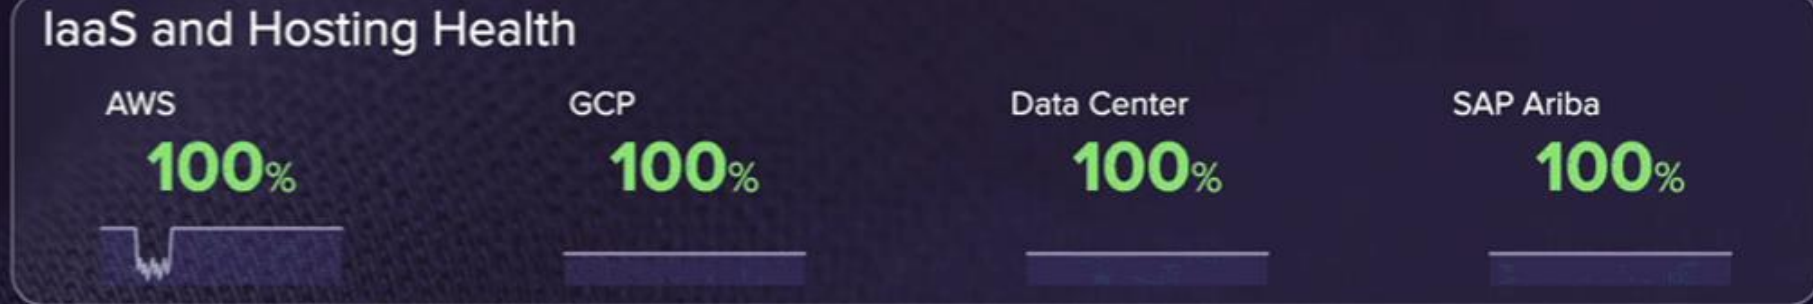 IaaS and Hosting Health
AWS
GCP
Data Center
SAP Ariba
100%
100%
100%
100%